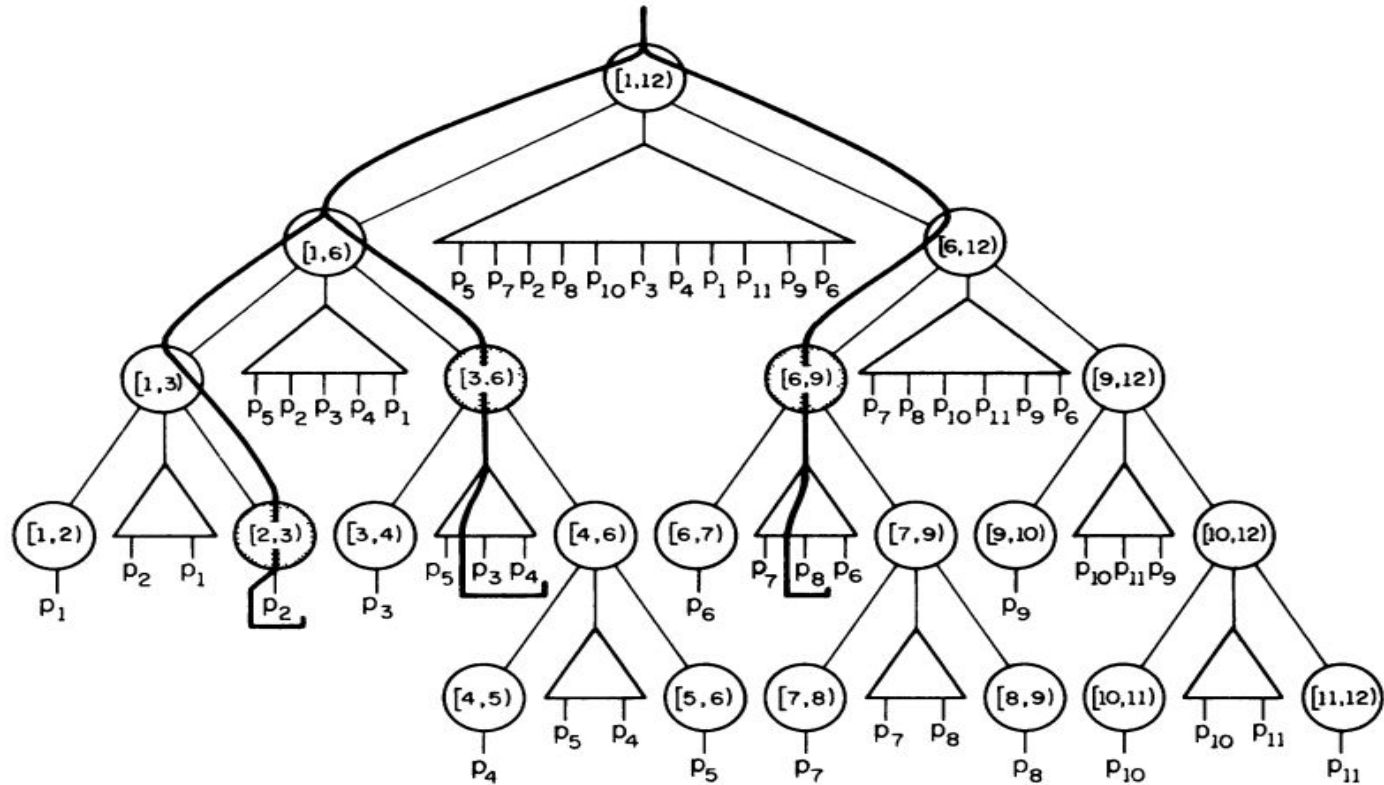 [1,12)
[1,6) [6,12)
p5 p7 p2 p8 p10 p3 p4 p1 p11 p9 p6
[1,3) [3,6) [6,9) [9,12)
p5 p2 p3 p4 p1 p7 p8 p10 p11 p9 p6
[1,2) [2,3) [3,4) [4,6) [6,7) [7,9) [9,10) [10,12)
p2 p1 p5 p3 p4 p7 p8 p6 p10 p11 p9
p1 p2 p3 p6 p9
[4,5) [5,6) [7,8) [8,9) [10,11) [11,12)
p5 p4 p7 p8 p10 p11
p4 p5 p7 p8 p10 p11